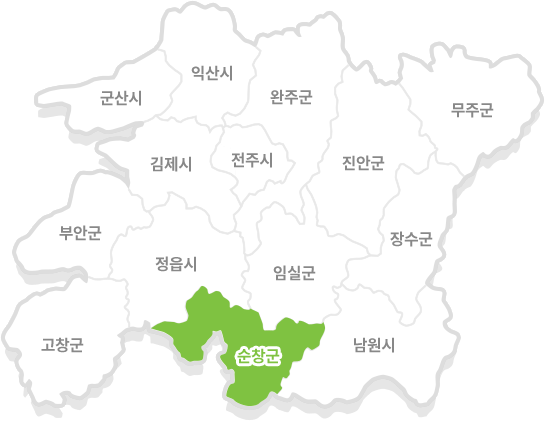 익산시
군산시
완주군
무주군
김제시
전주시
진안군
부안군
장수군
정읍시
임실군
고창군
순창군
남원시